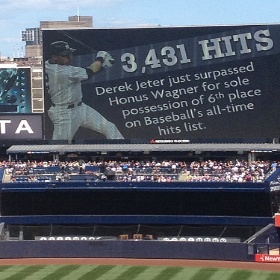 3,431 HITS
Derek Jeter just surpassed
Honus Wagner for sole
possession of 6th place
on Baseball's all-time
hits list.
TA